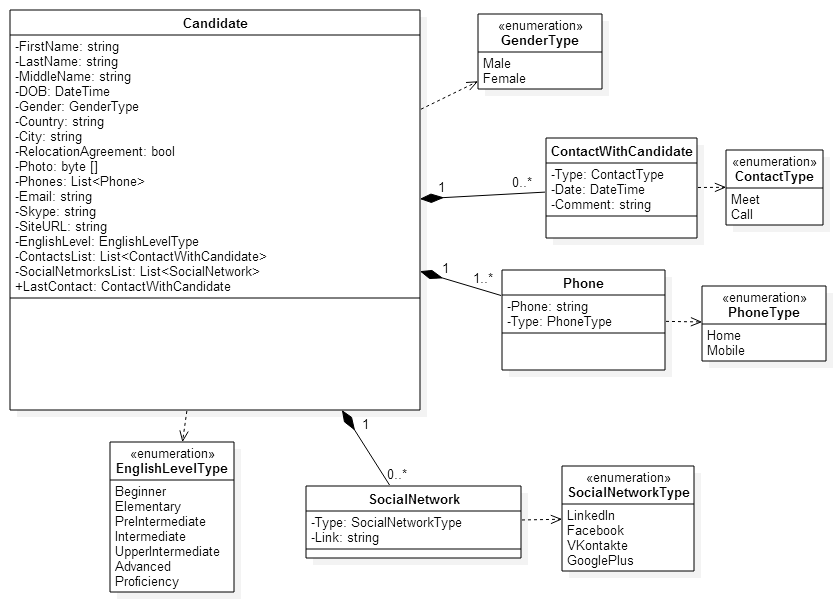 Candidate
-FirstName: string
-LastName: string
-MiddleName: string
-DOB: DateTime
-Gender: GenderType
-Country: string
-City: string
-RelocationAgreement: bool
-Photo: byte []
-Phones: List<Phone>
-Email: string
-Skype: string
-SiteURL: string
-EnglishLevel: EnglishLevelType
-ContactsList: List<ContactWithCandidate>
-SocialNetmorksList: List<SocialNetwork>
+LastContact: ContactWithCandidate
«enumeration»
GenderType
Male
Female
1
0..*
ContactWithCandidate
-Type: ContactType
-Date: DateTime
-Comment: string
«enumeration»
ContactType
Meet
Call
1
1..*
Phone
-Phone: string
-Type: PhoneType
«enumeration»
PhoneType
Home
Mobile
1
0..*
«enumeration»
EnglishLevelType
Beginner
Elementary
PreIntermediate
Intermediate
UpperIntermediate
Advanced
Proficiency
SocialNetwork
-Type: SocialNetworkType
-Link: string
«enumeration»
SocialNetworkType
LinkedIn
Facebook
VKontakte
GooglePlus